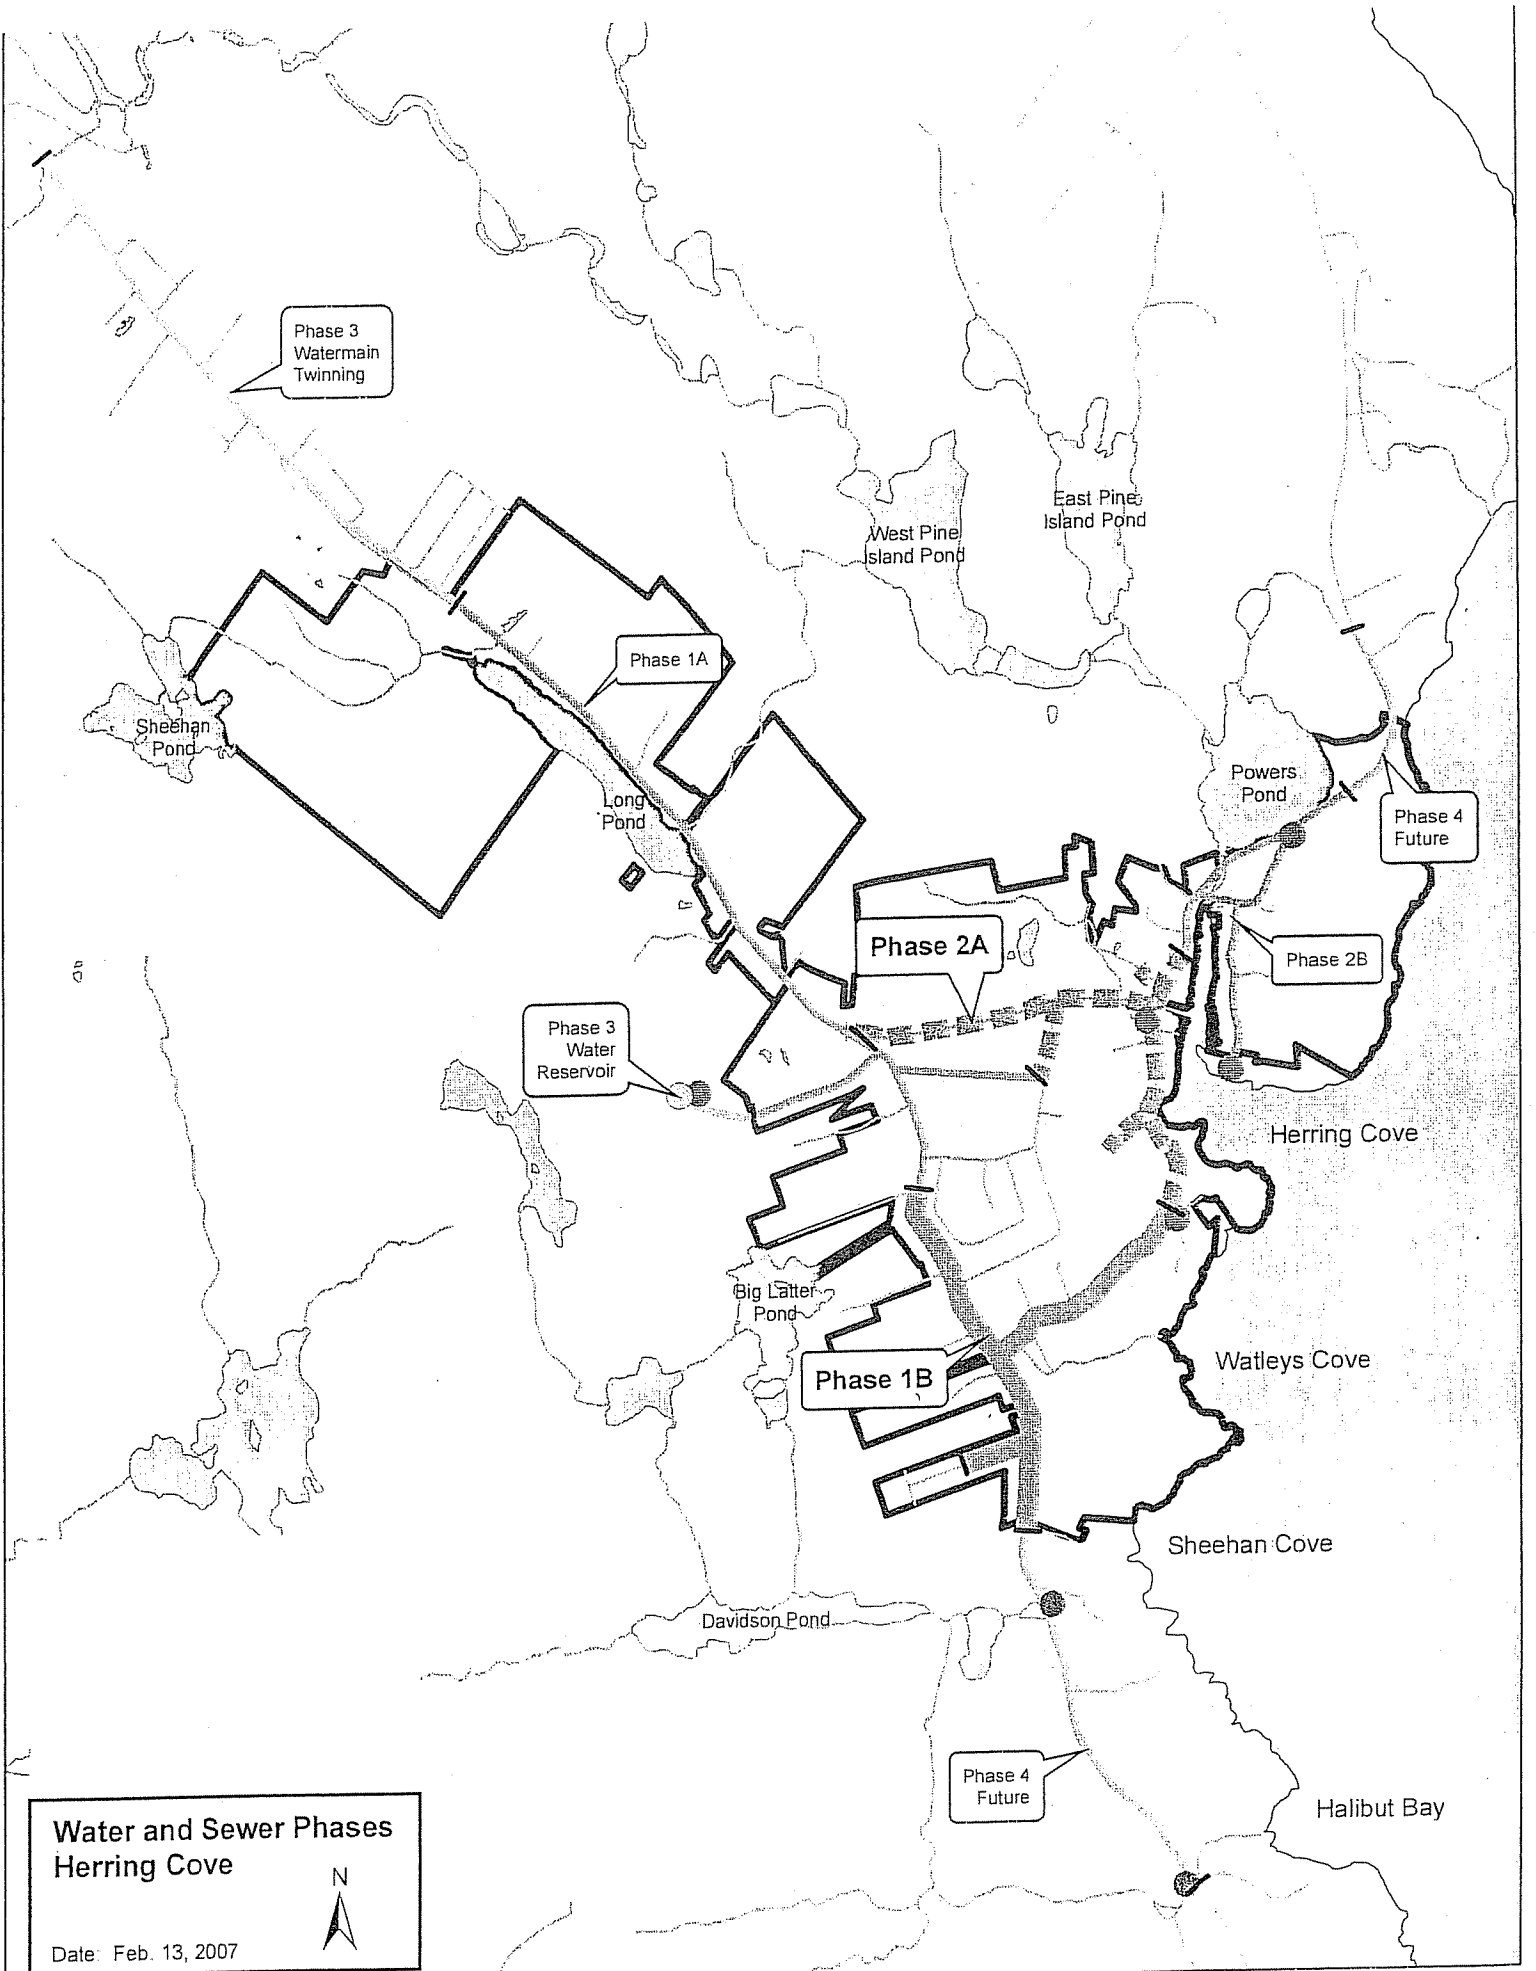 Phase 3
Watermain
Twinning
East Pine
Island Pond
West Pine
Island Pond
Phase 1A
Sheehan
Pond
Powers
Pond
Long
Pond
Phase 4
Future
Phase 2A
Phase 2B
Phase 3
Water
Reservoir
Herring Cove
Big Latter
Pond
Phase 1B
Watleys Cove
Sheehan Cove
Davidson Pond
Phase 4
Future
Halibut Bay
Water and Sewer Phases
Herring Cove
N
Date: Feb. 13, 2007